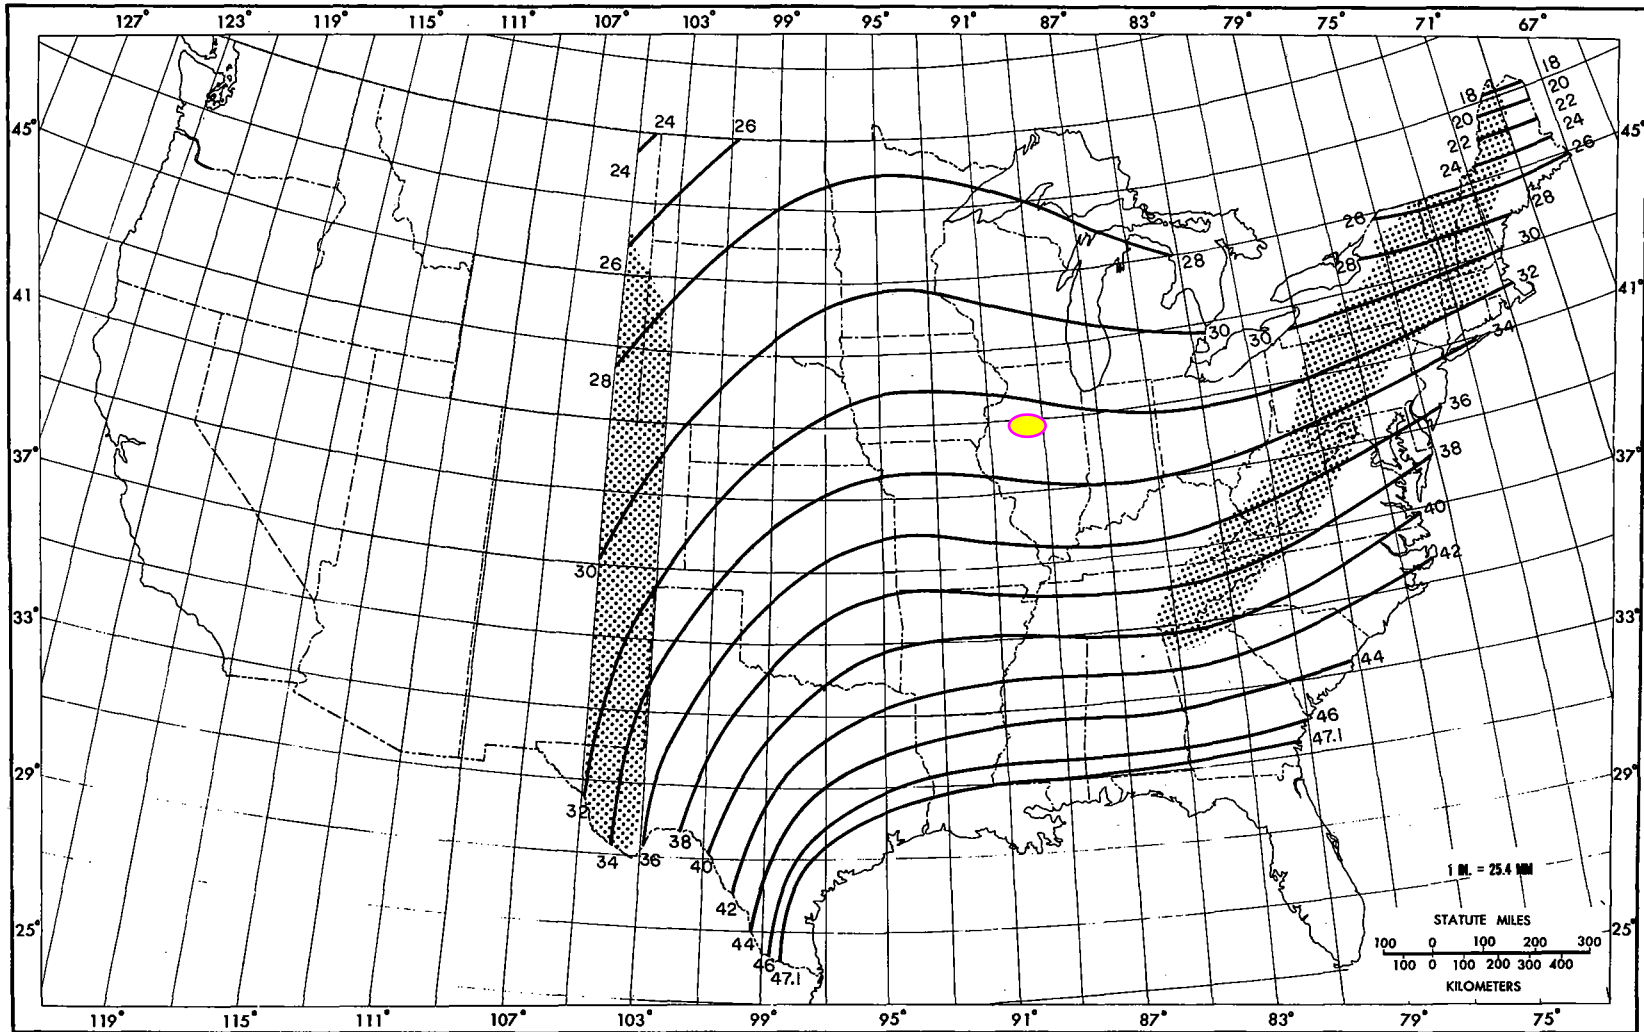 127° 123° 119° 115° 111° 107° 103° 99° 95° 91° 87° 83° 79° 75° 71° 67°
18
18 20
20 22
24 26 22 24
45° 45°
24 24 26
26 28
26 28 28 30
41° 30 30 32 41°
28 34
36
37° 38 37°
40
30 42
33° 33°
44
46
47.1
29° 29°
32 38
34 36 40
1 IN. = 25.4 MM
42
STATUTE MILES
25° 44 100 0 100 200 300 25°
46 100 0 100 200 300 400
47.1 KILOMETERS
119° 115° 111° 107° 103° 99° 95° 91° 87° 83° 79° 75°